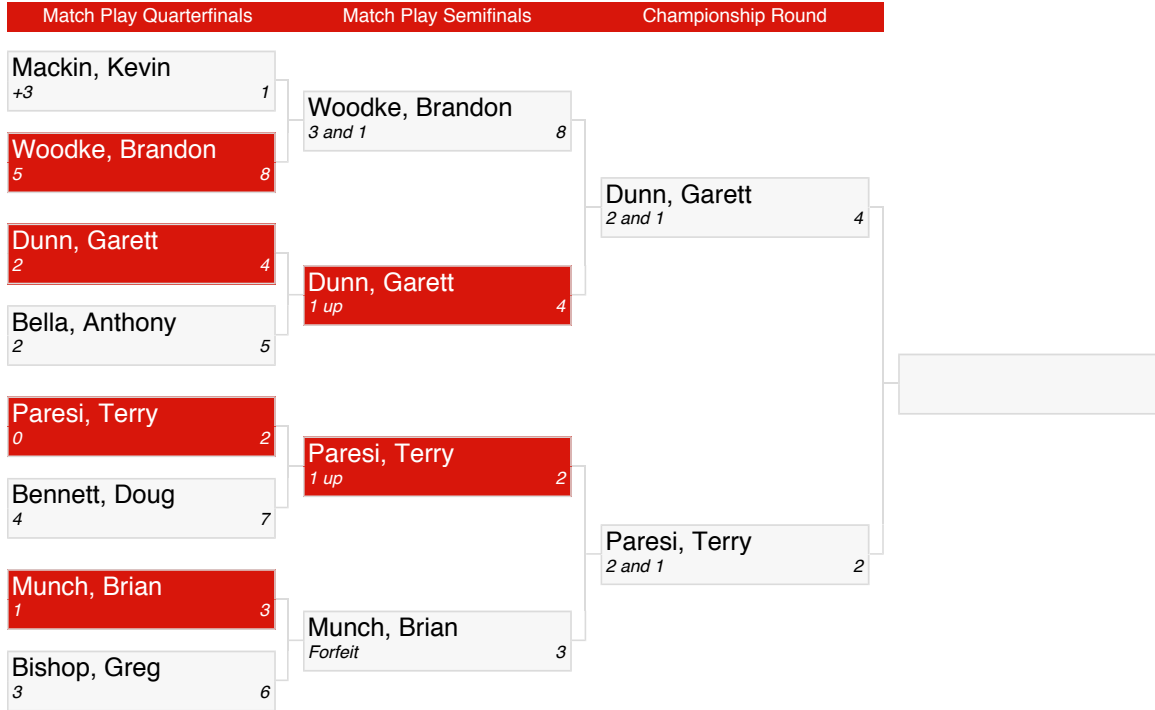 Match Play Quarterfinals Match Play Semifinals Championship Round
Mackin, Kevin
+3 1
Woodke, Brandon
5 8
Dunn, Garett
2 4
Bella, Anthony
2 5
Paresi, Terry
0 2
Bennett, Doug
4 7
Munch, Brian
1 3
Bishop, Greg
3 6
Woodke, Brandon
3 and 1 8
Dunn, Garett
1 up 4
Paresi, Terry
1 up 2
Munch, Brian
Forfeit 3
Dunn, Garett
2 and 1 4
Paresi, Terry
2 and 1 2